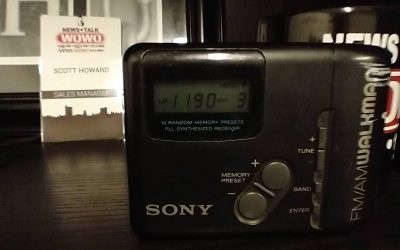 NEWS • TALK
WOWO
SCOTT HOWARD
SALES MANAGER
1190 3
10 RANDOM MEMORY PRESETS
PLL SYNTHESIZED RECEIVER
TUNE
MEMORY
PRESET
BAND
ENTER
SONY
FM/AM WALKMAN
NEWS